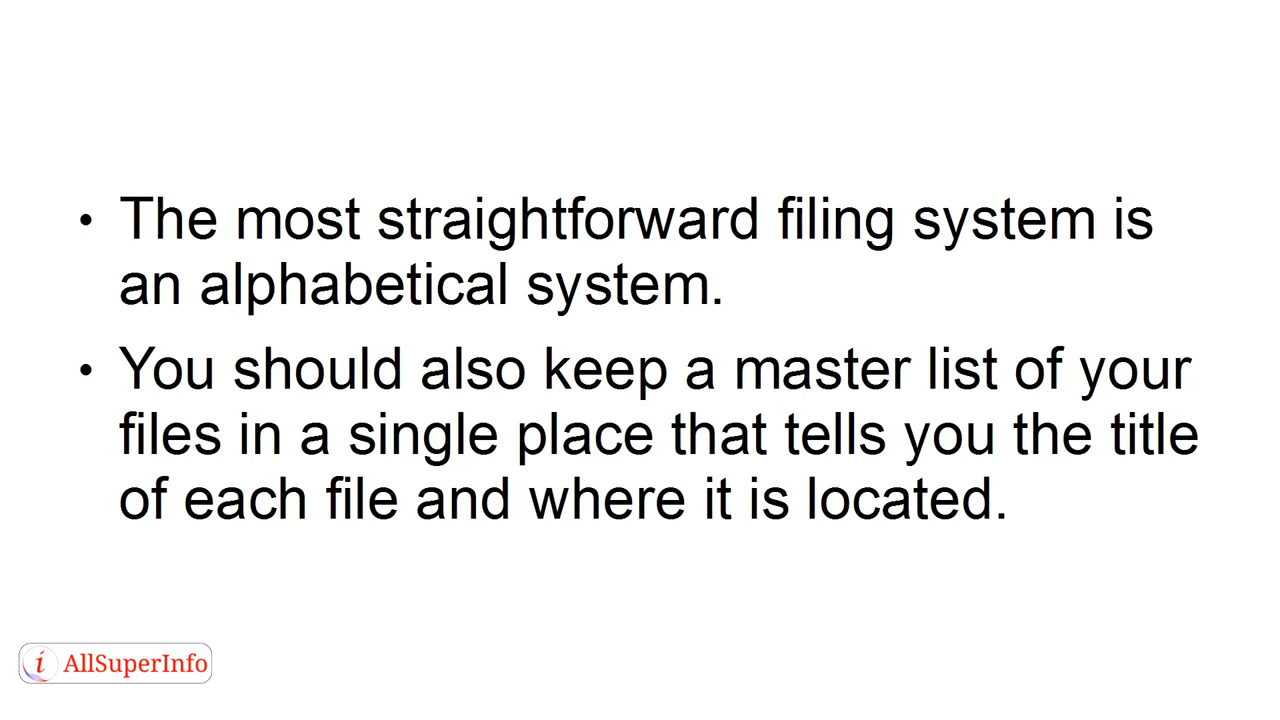 • The most straightforward filing system is
an alphabetical system.
• You should also keep a master list of your
files in a single place that tells you the title
of each file and where it is located.
i AllSuperInfo